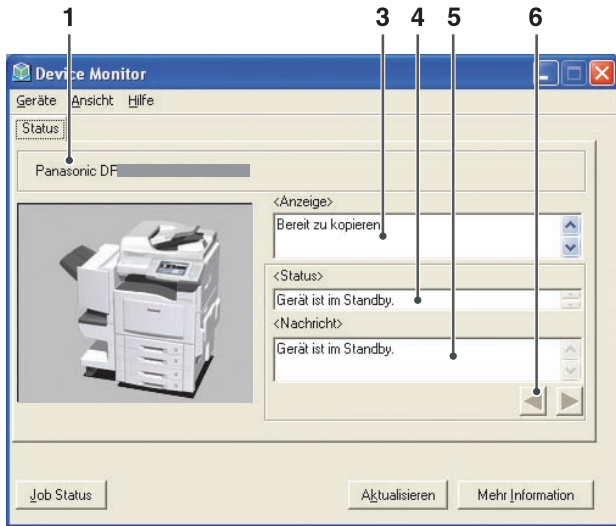 1 3 4 5 6
Device Monitor
Geräte Ansicht Hilfe
Status
Panasonic DP
<Anzeige>
Bereit zu kopieren
<Status>
Gerät ist im Standby.
<Nachricht>
Gerät ist im Standby.
Job Status Aktualisieren Mehr Information